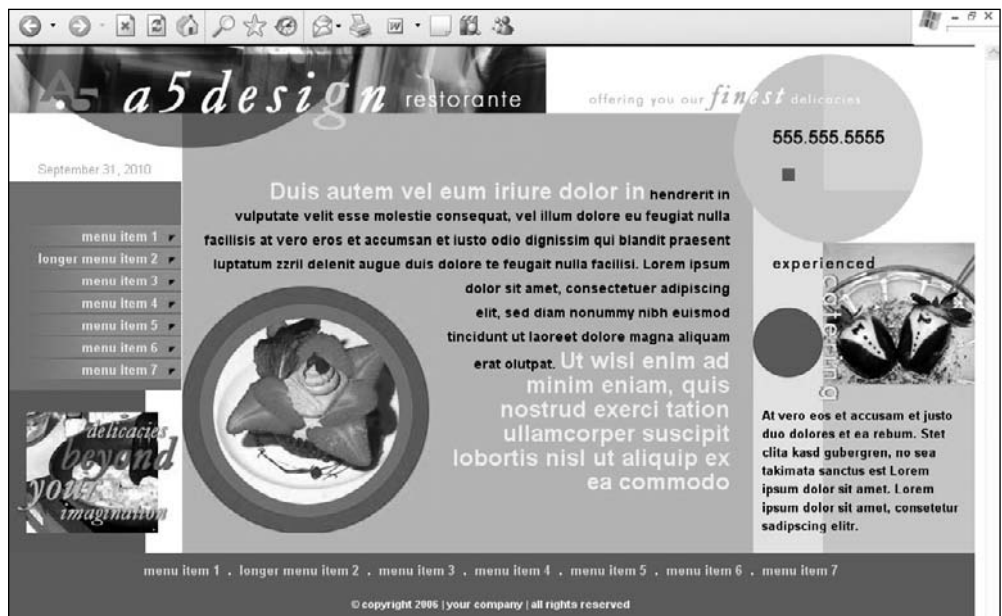 a5design restorante
offering you our finest delicacies
555.555.5555
September 31, 2010
menu item 1
longer menu item 2
menu item 3
menu item 4
menu item 5
menu item 6
menu item 7
delicacies
beyond
your
imagination
Duis autem vel eum iriure dolor in hendrerit in
vulputate velit esse molestie consequat, vel illum dolore eu feugiat nulla
facilisis at vero eros et accumsan et iusto odio dignissim qui blandit praesent
luptatum zzril delenit augue duis dolore te feugait nulla facilisi. Lorem ipsum
dolor sit amet, consectetuer adipiscing
elit, sed diam nonummy nibh euismod
tincidunt ut laoreet dolore magna aliquam
erat olutpat. Ut wisi enim ad
minim eniam, quis
nostrud exerci tation
ullamcorper suscipit
lobortis nisl ut aliquip ex
ea commodo
experienced
catering
At vero eos et accusam et justo
duo dolores et ea rebum. Stet
clita kasd gubergren, no sea
takimata sanctus est Lorem
ipsum dolor sit amet. Lorem
ipsum dolor sit amet, consetetur
sadipscing elitr.
menu item 1 . longer menu item 2 . menu item 3 . menu item 4 . menu item 5 . menu item 6 . menu item 7
© copyright 2006 | your company | all rights reserved